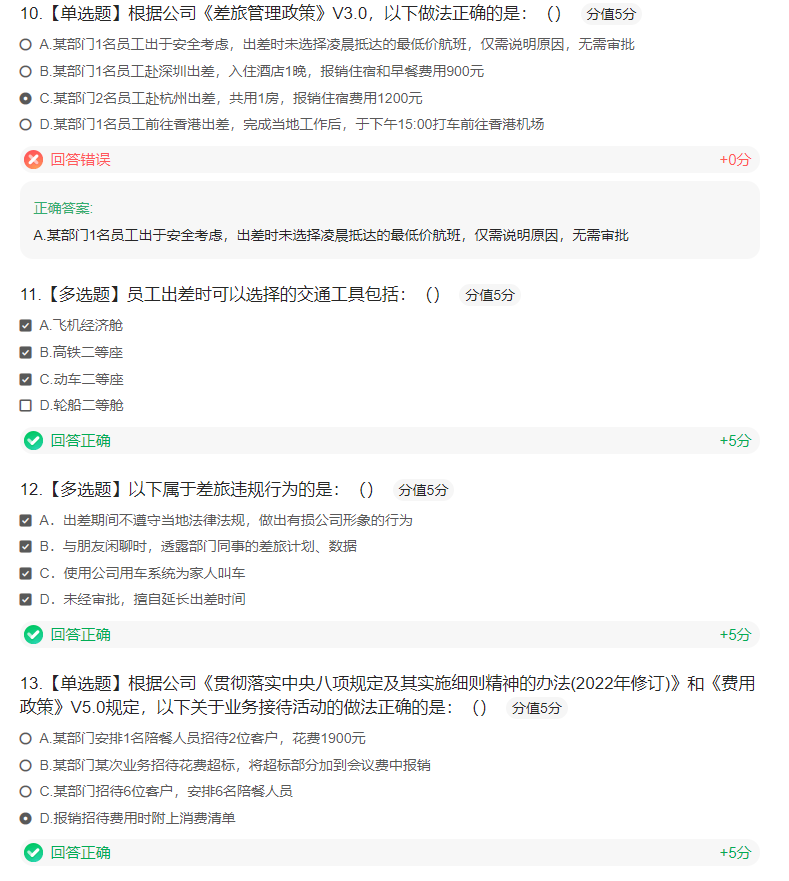 10.【单选题】根据公司《差旅管理政策》V3.0，以下做法正确的是：（） 分值5分
A.某部门1名员工出于安全考虑，出差时未选择凌晨抵达的最低价航班，仅需说明原因，无需审批
B.某部门1名员工赴深圳出差，入住酒店1晚，报销住宿和早餐费用900元
C.某部门2名员工赴杭州出差，共用1房，报销住宿费用1200元
D.某部门1名员工前往香港出差，完成当地工作后，于下午15:00打车前往香港机场
回答错误 +0分
正确答案:
A.某部门1名员工出于安全考虑，出差时未选择凌晨抵达的最低价航班，仅需说明原因，无需审批
11.【多选题】员工出差时可以选择的交通工具包括：（） 分值5分
A.飞机经济舱
B.高铁二等座
C.动车二等座
D.轮船二等舱
回答正确 +5分
12.【多选题】以下属于差旅违规行为的是：（） 分值5分
A．出差期间不遵守当地法律法规，做出有损公司形象的行为
B．与朋友闲聊时，透露部门同事的差旅计划、数据
C．使用公司用车系统为家人叫车
D．未经审批，擅自延长出差时间
回答正确 +5分
13.【单选题】根据公司《贯彻落实中央八项规定及其实施细则精神的办法(2022年修订)》和《费用
政策》V5.0规定，以下关于业务接待活动的做法正确的是：（） 分值5分
A.某部门安排1名陪餐人员招待2位客户，花费1900元
B.某部门某次业务招待花费超标，将超标部分加到会议费中报销
C.某部门招待6位客户，安排6名陪餐人员
D.报销招待费用时附上消费清单
回答正确 +5分